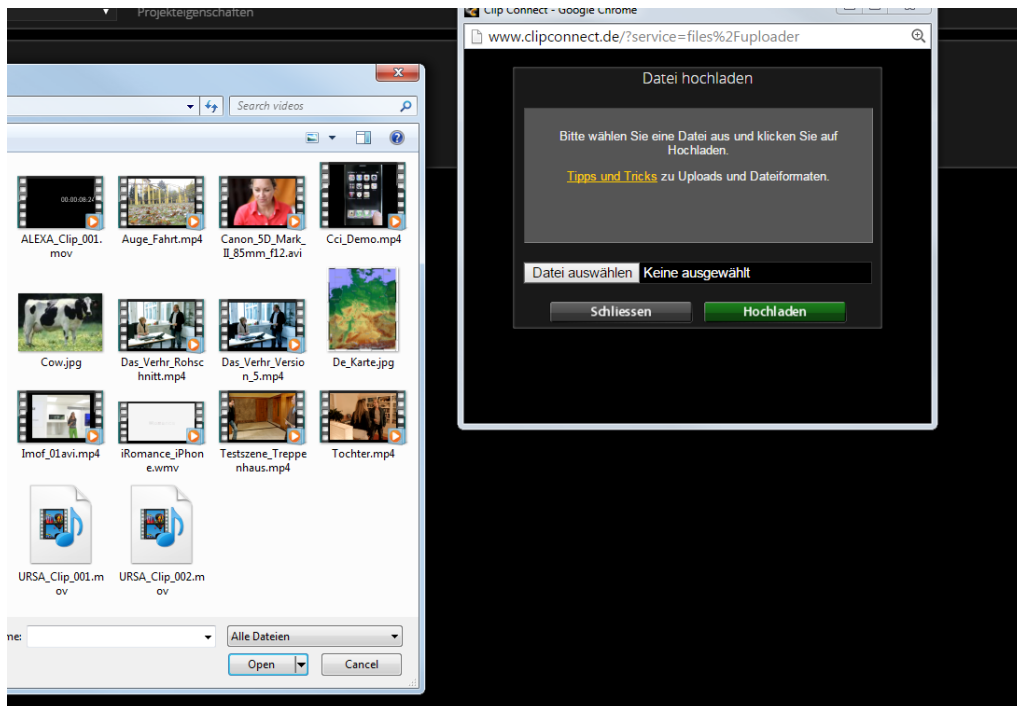 Projekteigenschaften
Clip Connect - Google Chrome
www.clipconnect.de/?service=files%2Fuploader
Datei hochladen
Search videos
Bitte wählen Sie eine Datei aus und klicken Sie auf
Hochladen.
Tipps und Tricks zu Uploads und Dateiformaten.
00:00:06:24
ALEXA_Clip_001.
mov
Auge_Fahrt.mp4
Canon_5D_Mark_
II_85mm_f12.avi
Cci_Demo.mp4
Datei auswählen Keine ausgewählt
Schliessen
Hochladen
Cow.jpg
Das_Verhr_Rohsc
hnitt.mp4
Das_Verhr_Versio
n_5.mp4
De_Karte.jpg
Imof_01avi.mp4
iRomance_iPhon
e.wmv
Testszene_Treppe
nhaus.mp4
Tochter.mp4
URSA_Clip_001.m
ov
URSA_Clip_002.m
ov
me:
Alle Dateien
Open
Cancel